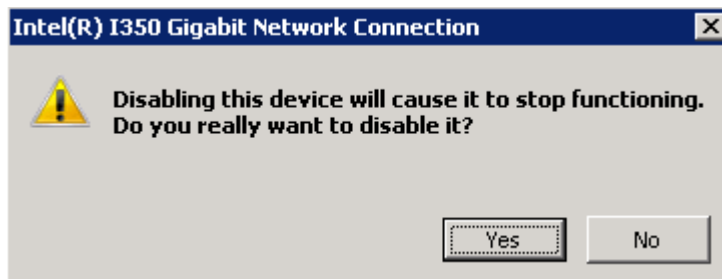 Intel(R) I350 Gigabit Network Connection
Disabling this device will cause it to stop functioning.
Do you really want to disable it?
Yes No